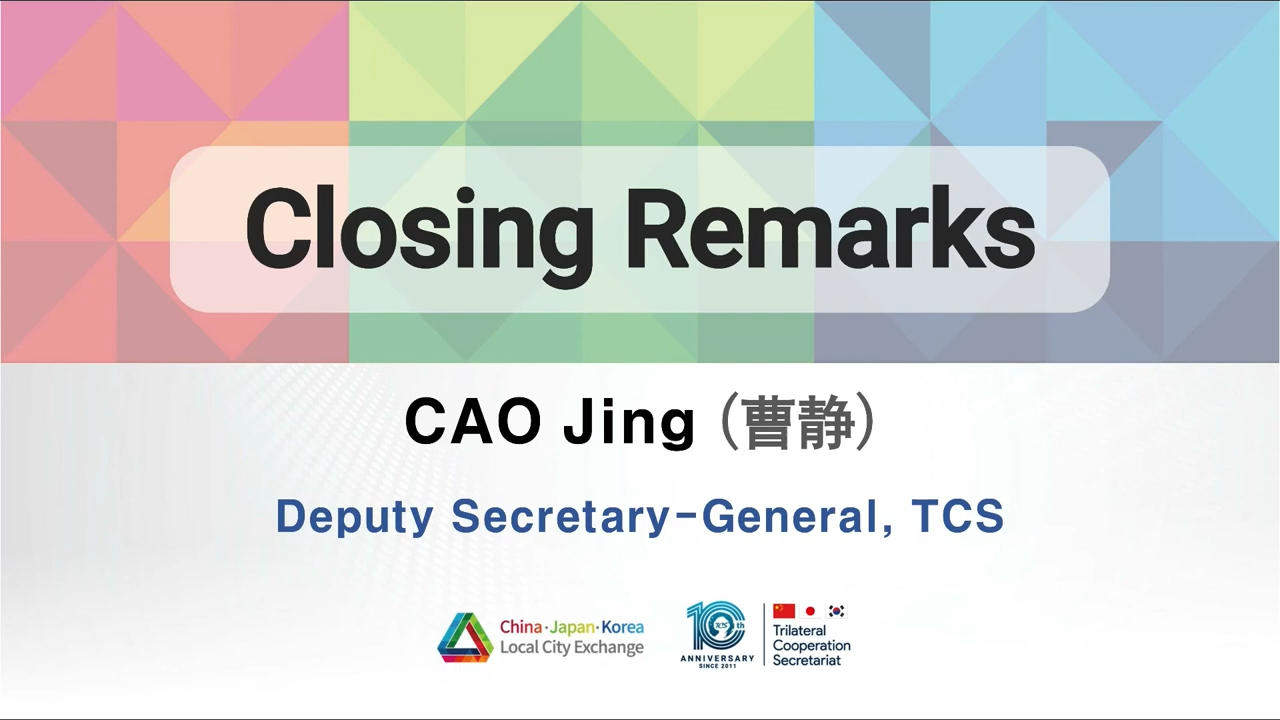 Closing Remarks
CAO Jing (曹静)
Deputy Secretary-General, TCS
China·Japan·Korea
Local City Exchange
10th
TCS
ANNIVERSARY
SINCE 2011
Trilateral
Cooperation
Secretariat